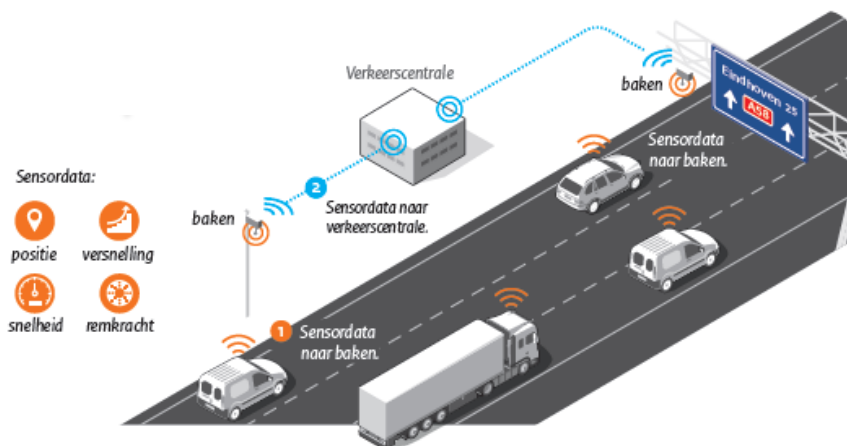 Verkeerscentrale
baken
Eindhoven 25
A58
Sensordata
naar baken.
Sensordata:
positie
versnelling
snelheid
remkracht
baken
2
Sensordata naar
verkeerscentrale.
1
Sensordata
naar baken.